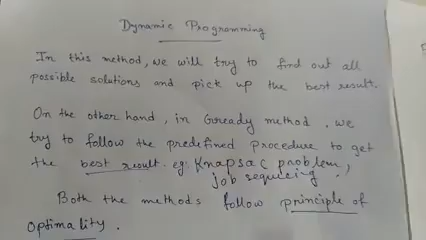 Dynamic Programming
In this method, we will try to find out all
possible solutions and pick up the best result.
On the other hand, in Gready method, we
try to follow the predefined procedure to get
the best result. eg: Knapsac problem,
job sequecing.
Both the methods follow principle of
optimality.